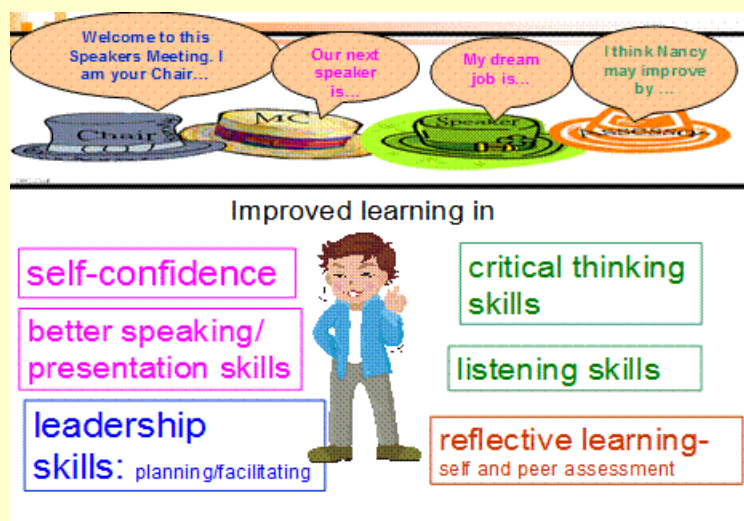 Welcome to this
Speakers Meeting. I
am your Chair...
Our next
speaker
is...
My dream
job is...
I think Nancy
may improve
by ...
Chair
MC
Speaker
Assessor
Improved learning in
self-confidence
better speaking/
presentation skills
leadership
skills: planning/facilitating
critical thinking
skills
listening skills
reflective learning-
self and peer assessment